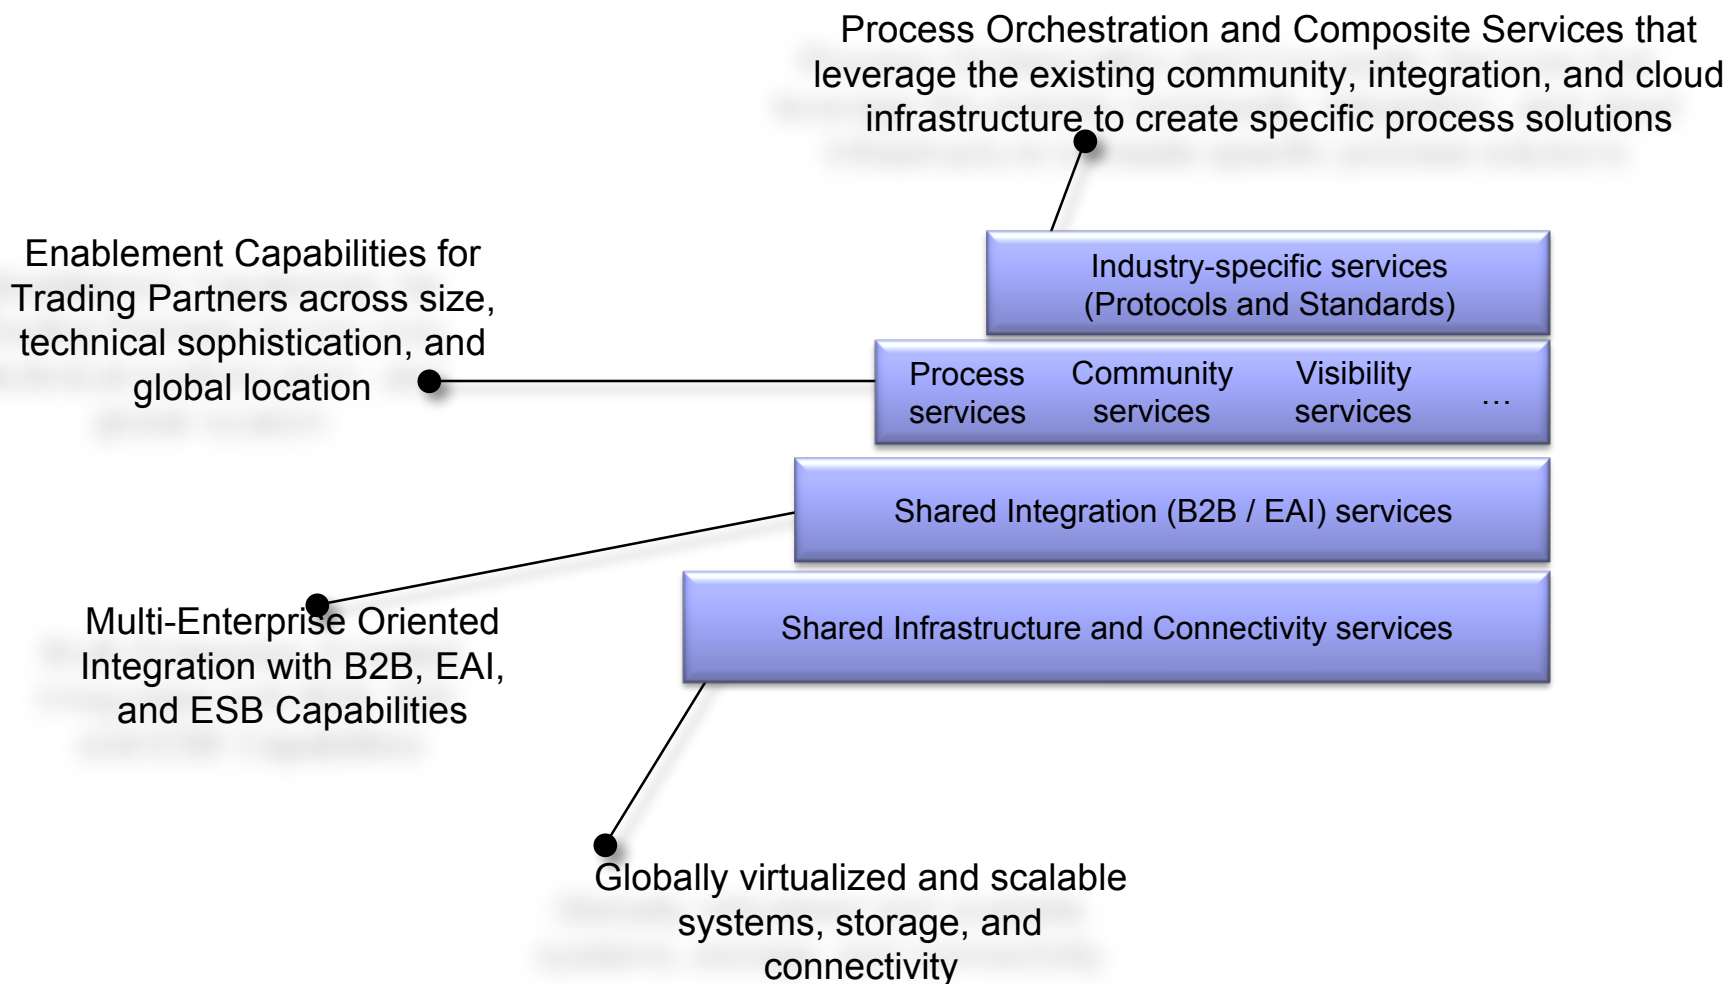 Process Orchestration and Composite Services that
leverage the existing community, integration, and cloud
infrastructure to create specific process solutions
Enablement Capabilities for
Trading Partners across size,
technical sophistication, and
global location
Industry-specific services
(Protocols and Standards)
Process
services
Community
services
Visibility
services
...
Shared Integration (B2B / EAI) services
Multi-Enterprise Oriented
Integration with B2B, EAI,
and ESB Capabilities
Shared Infrastructure and Connectivity services
Globally virtualized and scalable
systems, storage, and
connectivity